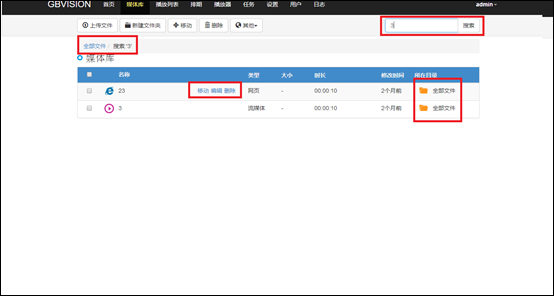 GBVISION 首页 媒体库 播放列表 排期 播放器 任务 设置 用户 日志 admin
上传文件 新建文件夹 移动 删除 其他 3 搜索
全部文件 / 搜索 '3'
媒体库
名称 类型 大小 时长 修改时间 所在目录
23 移动 编辑 删除 网页 - 00:00:10 2个月前 全部文件
3 流媒体 - 00:00:10 2个月前 全部文件